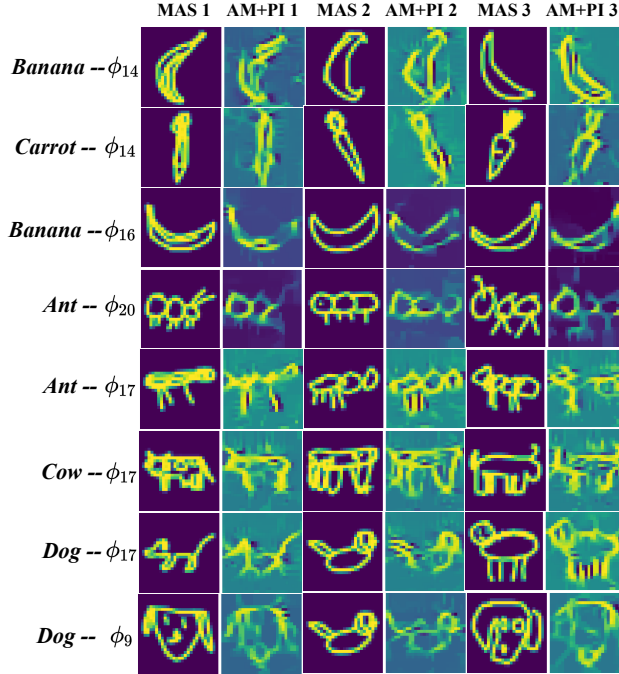 MAS 1 AM+PI 1 MAS 2 AM+PI 2 MAS 3 AM+PI 3
Banana -- ϕ14
Carrot -- ϕ14
Banana -- ϕ16
Ant -- ϕ20
Ant -- ϕ17
Cow -- ϕ17
Dog -- ϕ17
Dog -- ϕ9